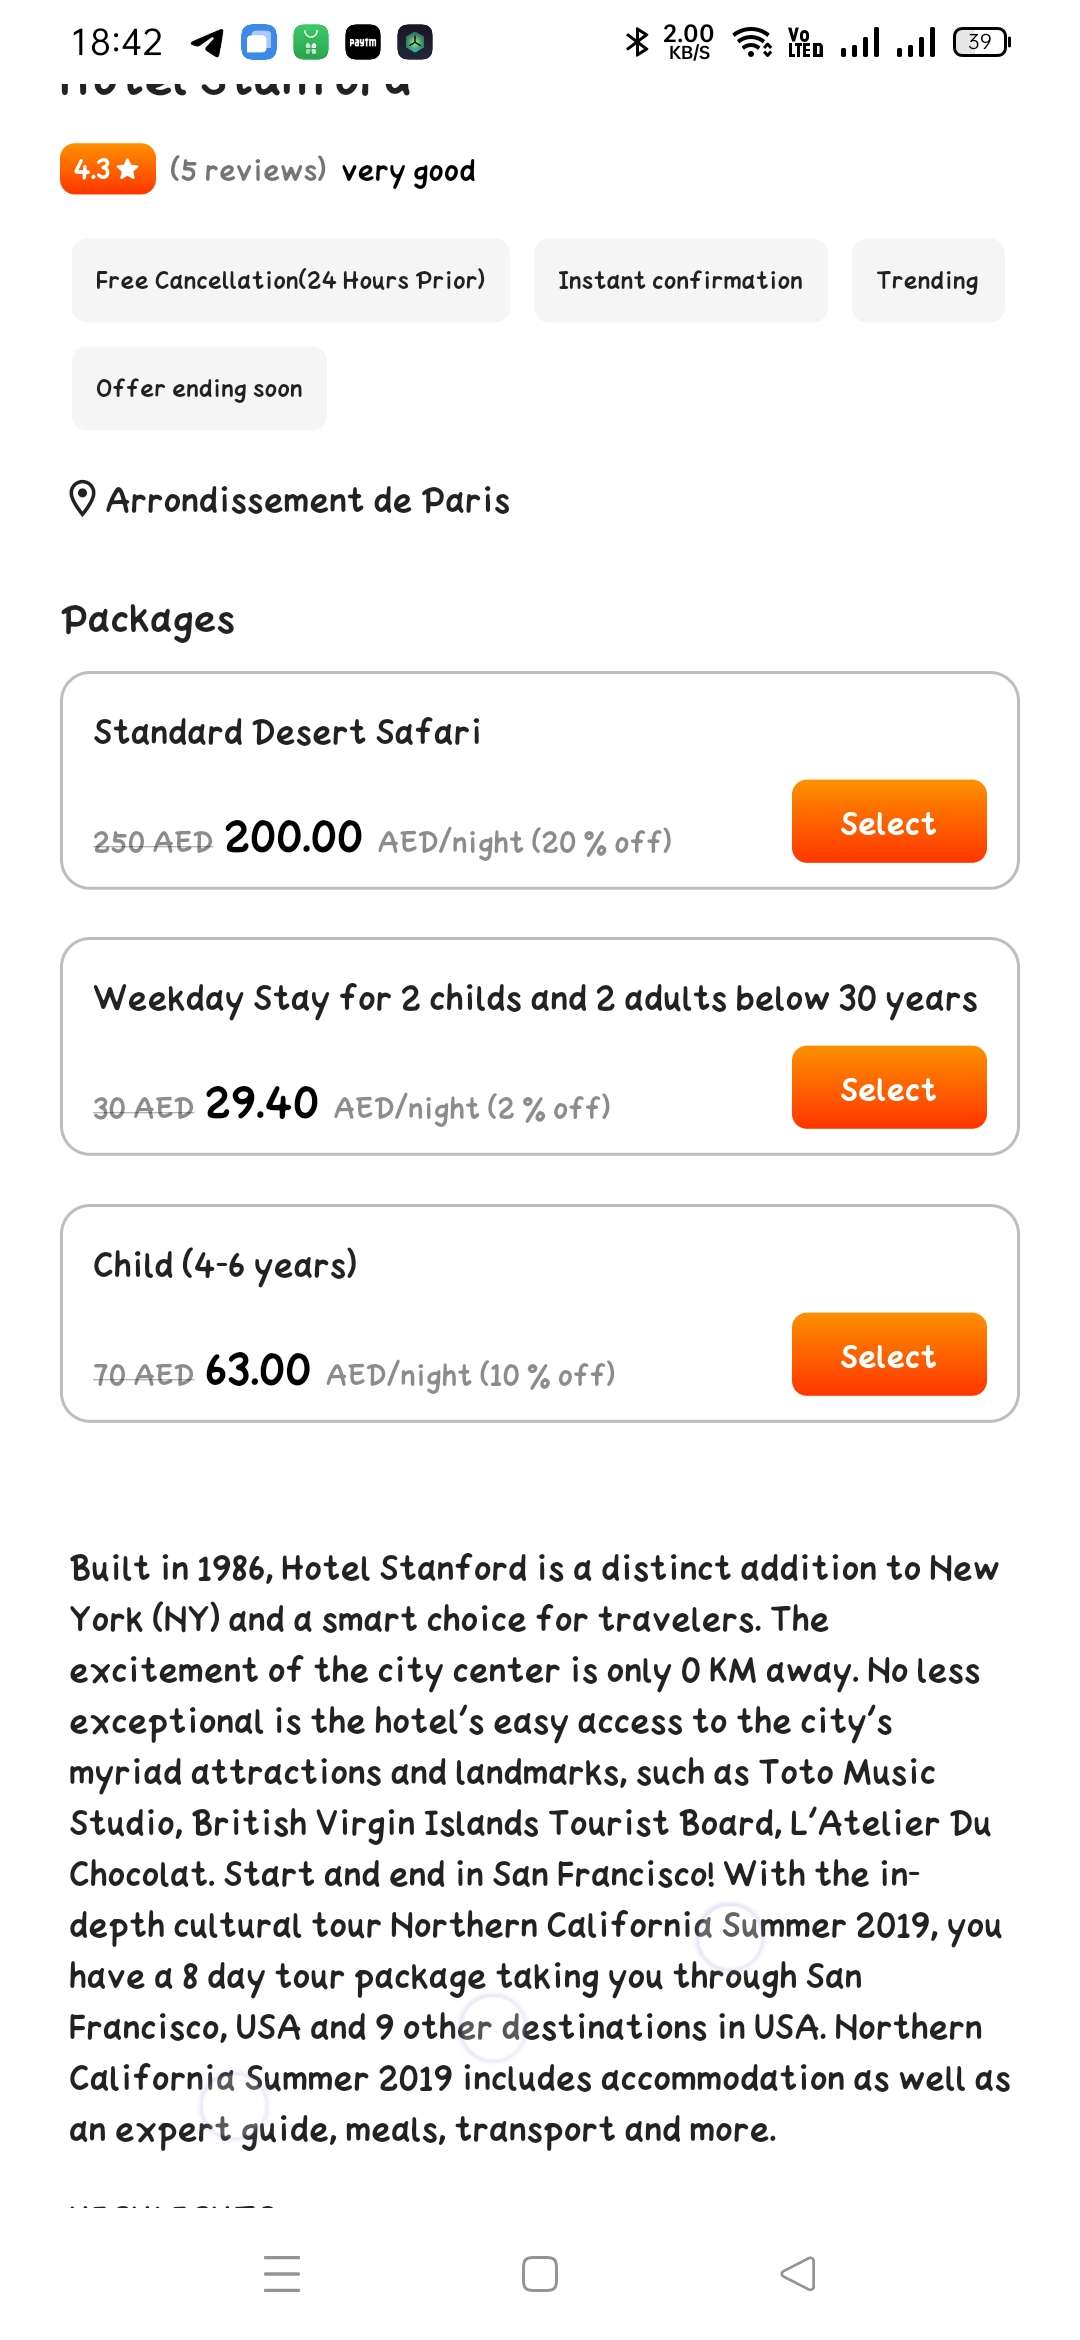 18:42
paytm
2.00
KB/S
Vo
LTED
39
Hotel Stanford
4.3
(5 reviews) very good
Free Cancellation(24 Hours Prior)
Instant confirmation
Trending
Offer ending soon
Arrondissement de Paris
Packages
Standard Desert Safari
250 AED 200.00 AED/night (20 % off)
Select
Weekday Stay for 2 childs and 2 adults below 30 years
30 AED 29.40 AED/night (2 % off)
Select
Child (4-6 years)
70 AED 63.00 AED/night (10 % off)
Select
Built in 1986, Hotel Stanford is a distinct addition to New
York (NY) and a smart choice for travelers. The
excitement of the city center is only 0 KM away. No less
exceptional is the hotel's easy access to the city's
myriad attractions and landmarks, such as Toto Music
Studio, British Virgin Islands Tourist Board, L'Atelier Du
Chocolat. Start and end in San Francisco! With the in-
depth cultural tour Northern California Summer 2019, you
have a 8 day tour package taking you through San
Francisco, USA and 9 other destinations in USA. Northern
California Summer 2019 includes accommodation as well as
an expert guide, meals, transport and more.